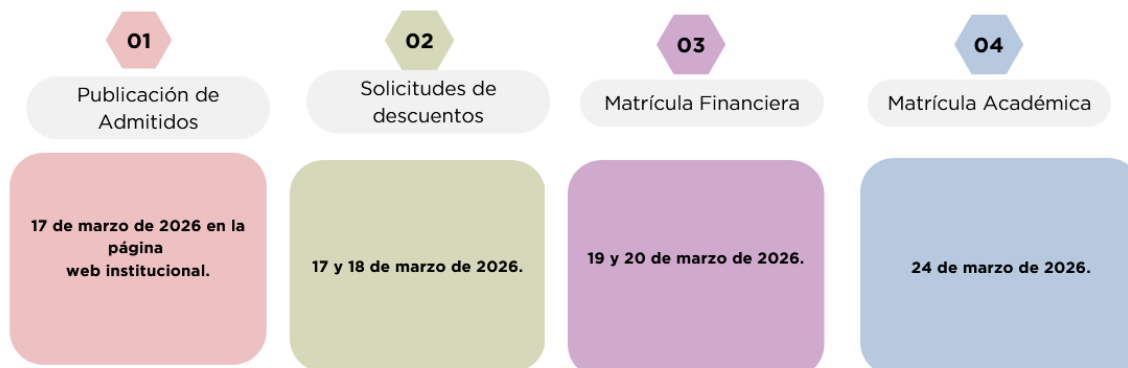 01
Publicación de
Admitidos
17 de marzo de 2026 en la
página
web institucional.
02
Solicitudes de
descuentos
17 y 18 de marzo de 2026.
03
Matrícula Financiera
19 y 20 de marzo de 2026.
04
Matrícula Académica
24 de marzo de 2026.